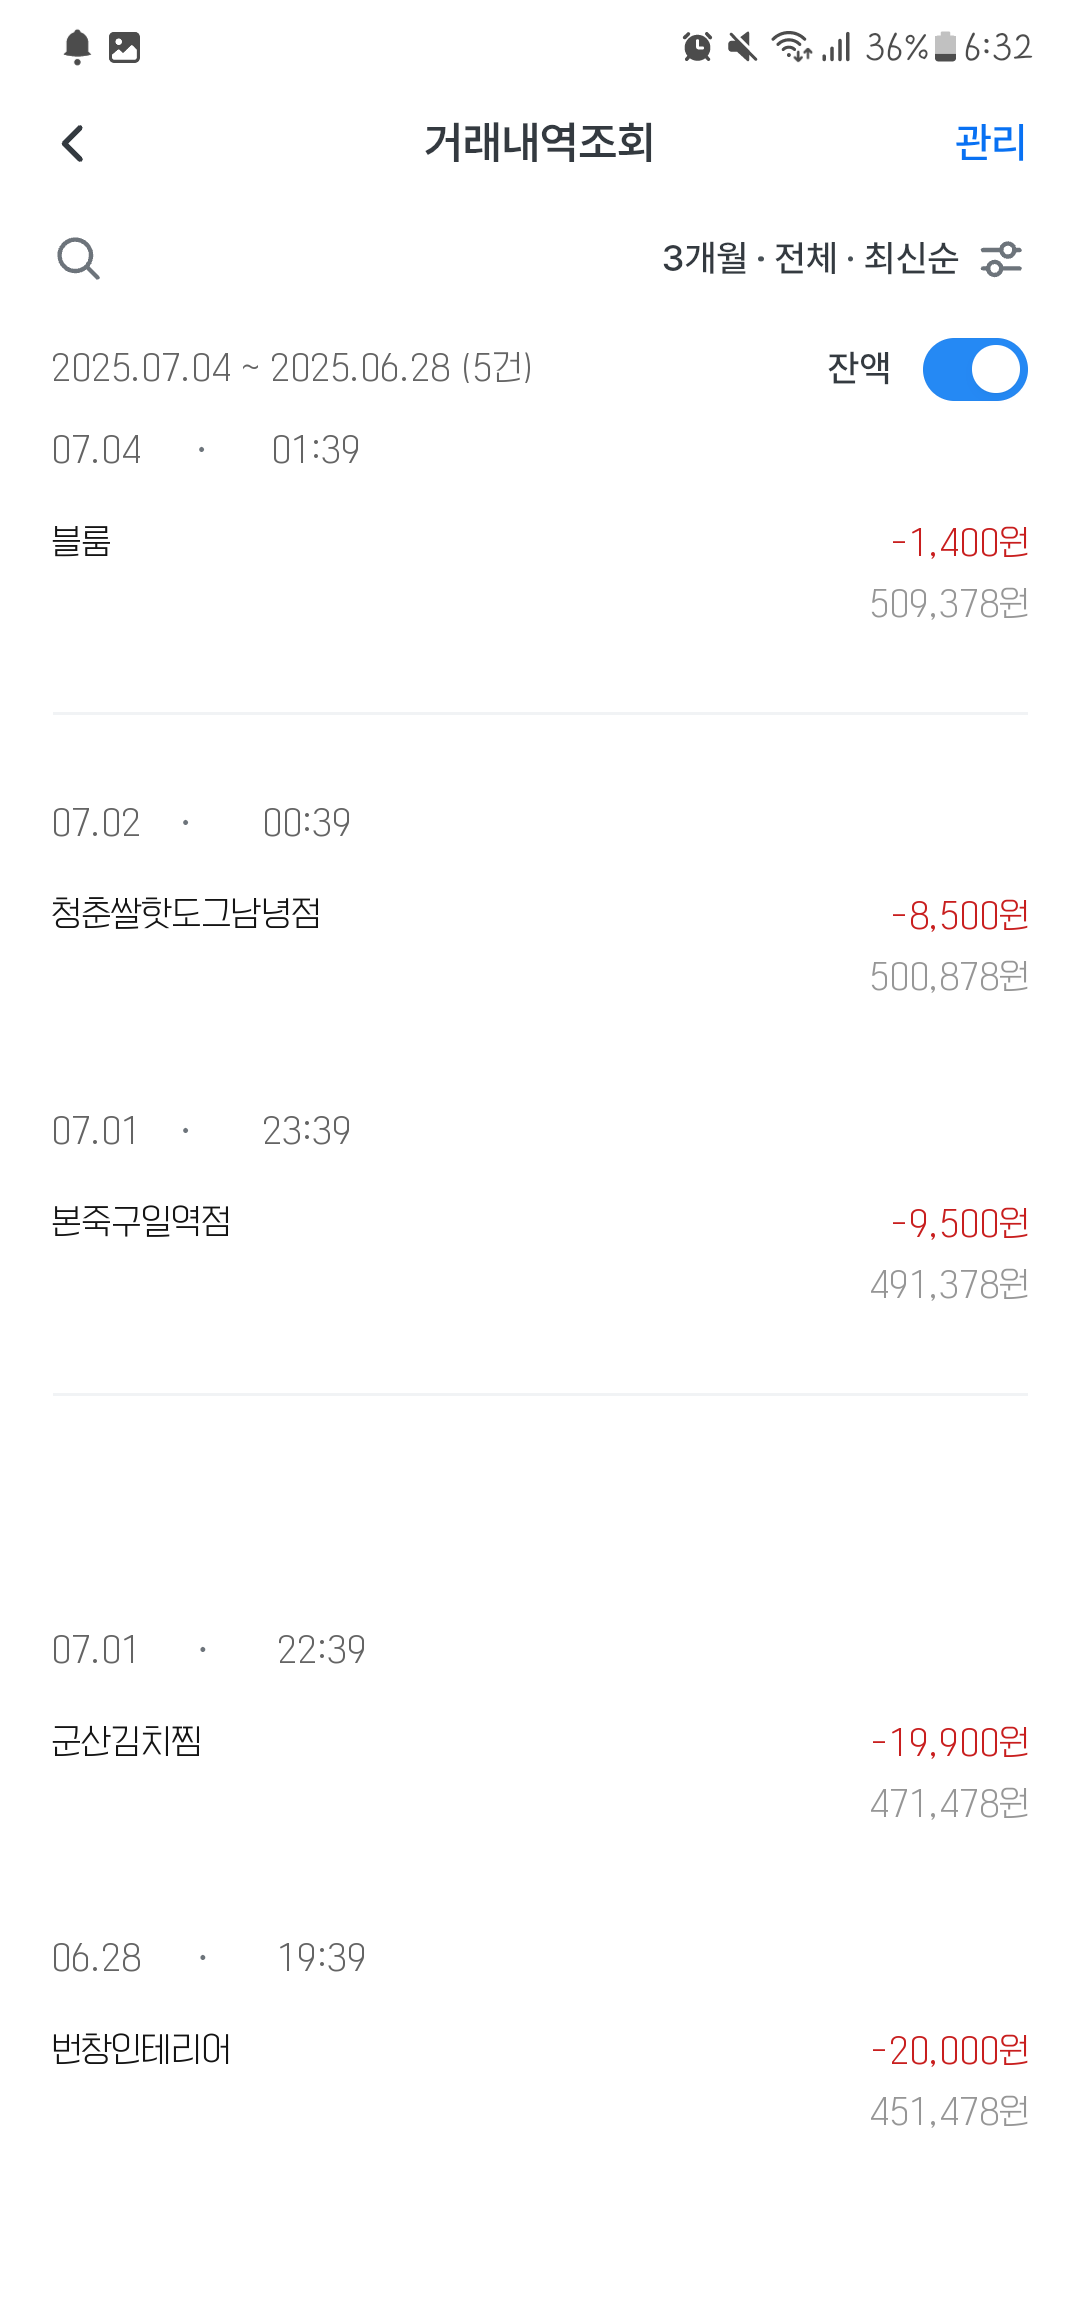 36% 6:32
거래내역조회
관리
3개월 · 전체 · 최신순
2025.07.04 ~ 2025.06.28 (5건)
잔액
07.04 · 01:39
블룸
-1,400원
509,378원
07.02 · 00:39
청춘쌀핫도그남녕점
-8,500원
500,878원
07.01 · 23:39
본죽구일역점
-9,500원
491,378원
07.01 · 22:39
군산김치찜
-19,900원
471,478원
06.28 · 19:39
번창인테리어
-20,000원
451,478원